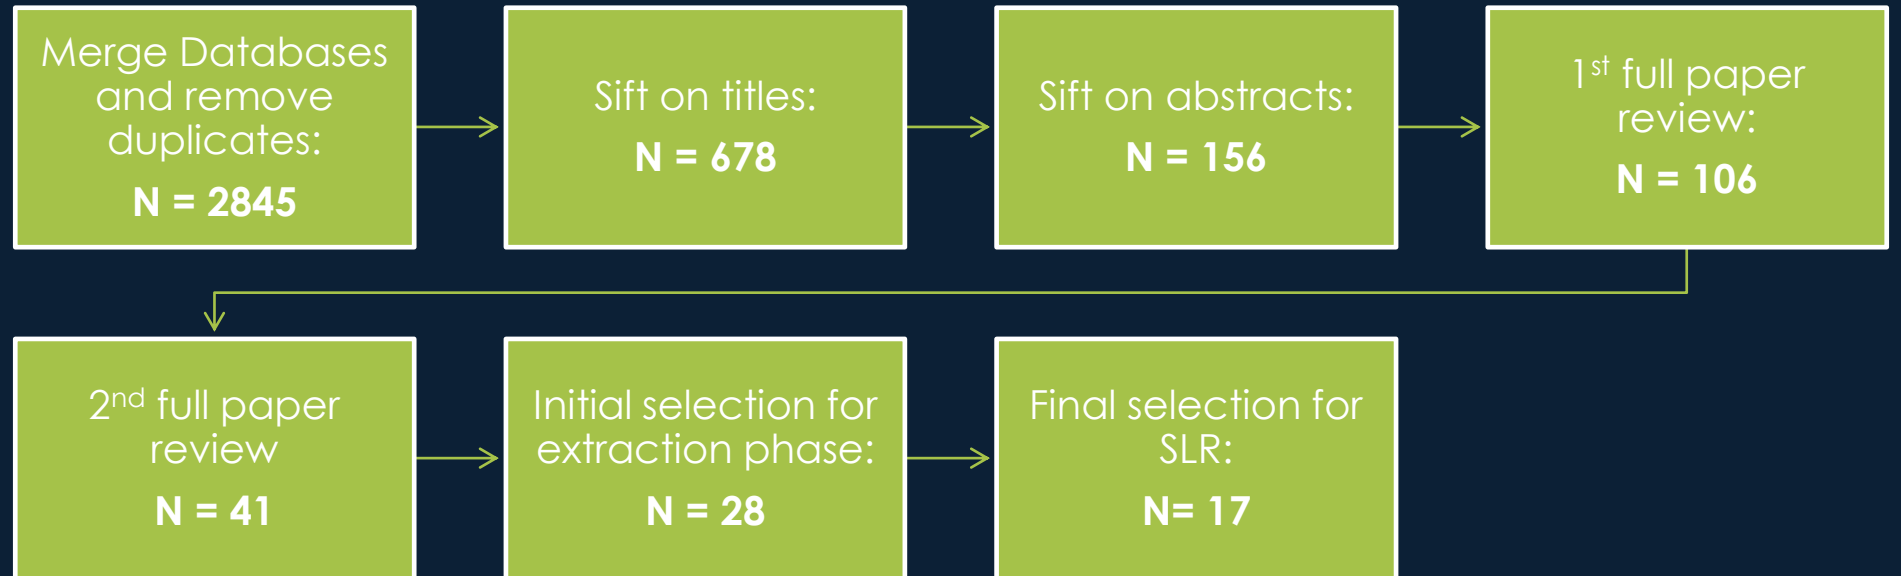 Merge Databases
and remove
duplicates:
N = 2845
Sift on titles:
N = 678
Sift on abstracts:
N = 156
1st full paper
review:
N = 106
2nd full paper
review
N = 41
Initial selection for
extraction phase:
N = 28
Final selection for
SLR:
N= 17